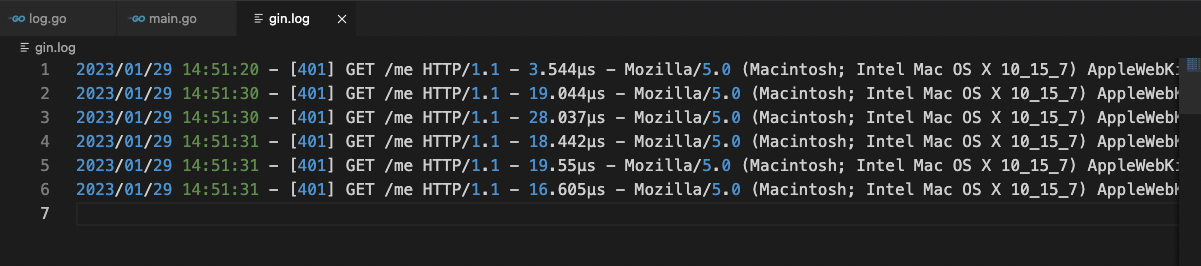 log.go main.go gin.log ×
gin.log
1 2023/01/29 14:51:20 – [401] GET /me HTTP/1.1 – 3.544µs – Mozilla/5.0 (Macintosh; Intel Mac OS X 10_15_7) AppleWebK
2 2023/01/29 14:51:30 – [401] GET /me HTTP/1.1 – 19.044µs – Mozilla/5.0 (Macintosh; Intel Mac OS X 10_15_7) AppleWebK
3 2023/01/29 14:51:30 – [401] GET /me HTTP/1.1 – 28.037µs – Mozilla/5.0 (Macintosh; Intel Mac OS X 10_15_7) AppleWebK
4 2023/01/29 14:51:31 – [401] GET /me HTTP/1.1 – 18.442µs – Mozilla/5.0 (Macintosh; Intel Mac OS X 10_15_7) AppleWebK
5 2023/01/29 14:51:31 – [401] GET /me HTTP/1.1 – 19.55µs – Mozilla/5.0 (Macintosh; Intel Mac OS X 10_15_7) AppleWebK
6 2023/01/29 14:51:31 – [401] GET /me HTTP/1.1 – 16.605µs – Mozilla/5.0 (Macintosh; Intel Mac OS X 10_15_7) AppleWebK
7